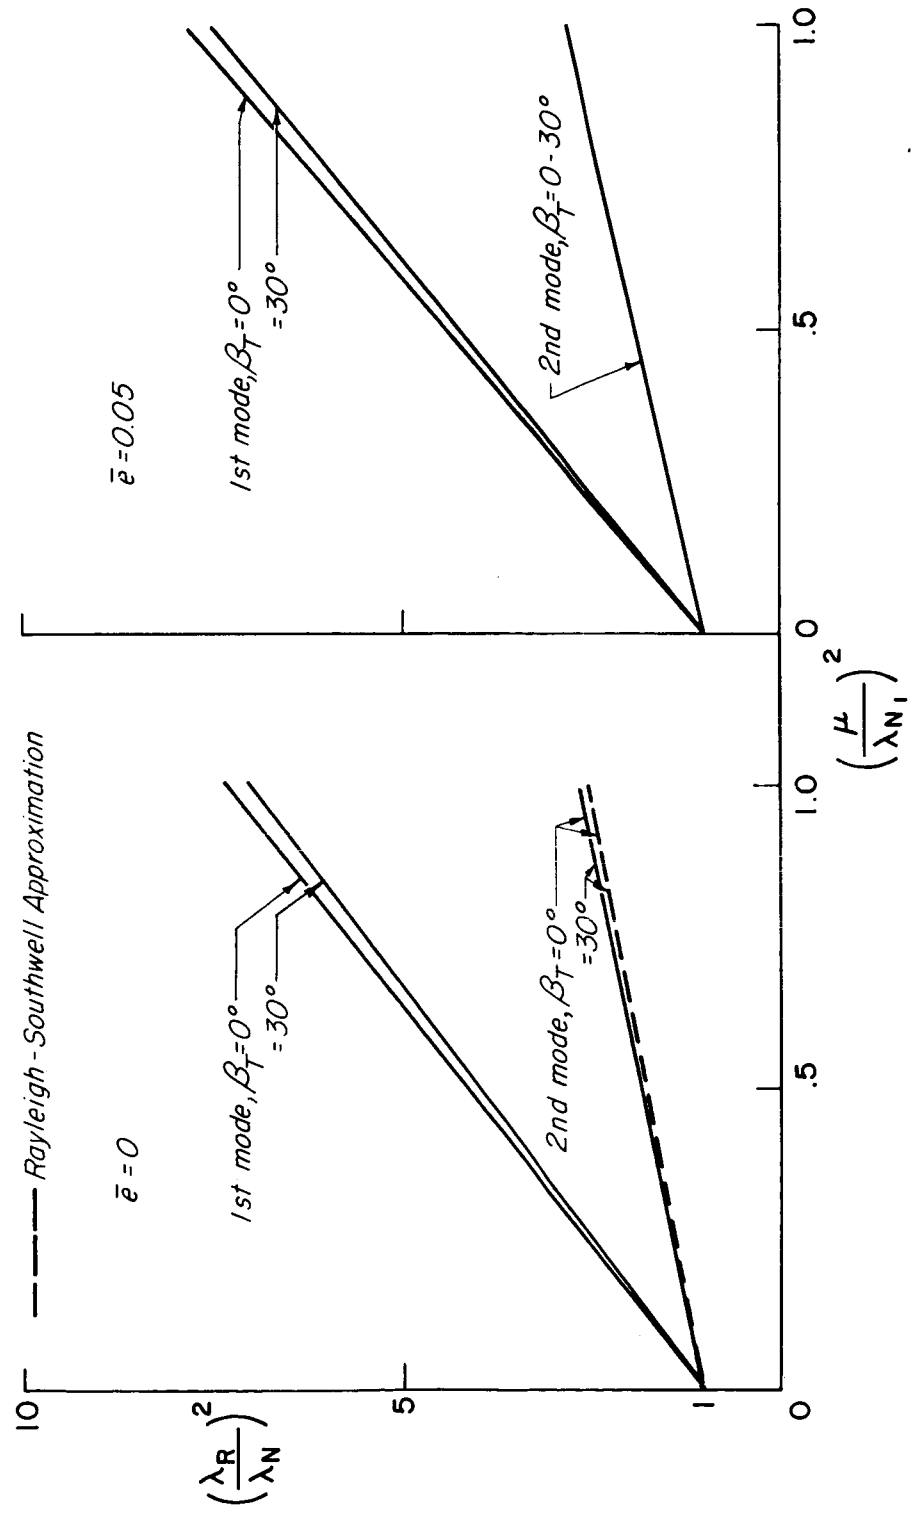 — — — Rayleigh-Southwell Approximation
ē = 0
ē = 0.05
1st mode, β_T = 0°
= 30°
1st mode, β_T = 0°
= 30°
2nd mode, β_T = 0°
= 30°
2nd mode, β_T = 0-30°
(λ_R / λ_N)²
10
5
1
0
.5
1.0
0
.5
1.0
(μ / λ_N₁)²